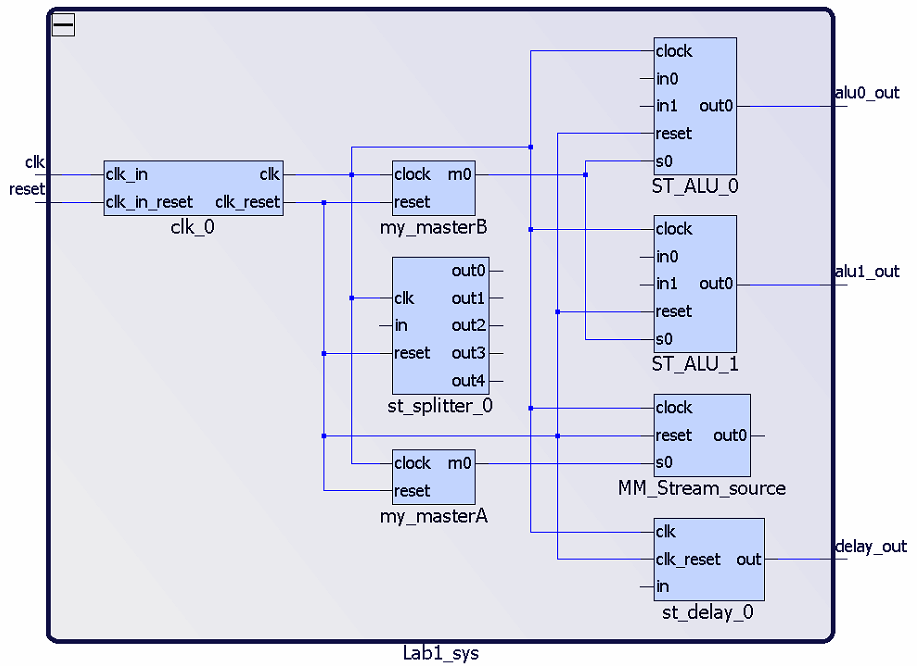 clk
reset
clk_in clk
clk_in_reset clk_reset
clk_0
clock m0
reset
my_masterB
out0
clk out1
in out2
reset out3
out4
st_splitter_0
clock m0
reset
my_masterA
clock
in0
in1 out0
reset
s0
ST_ALU_0
alu0_out
clock
in0
in1 out0
reset
s0
ST_ALU_1
alu1_out
clock
reset out0
s0
MM_Stream_source
clk
clk_reset out
in
st_delay_0
delay_out
Lab1_sys